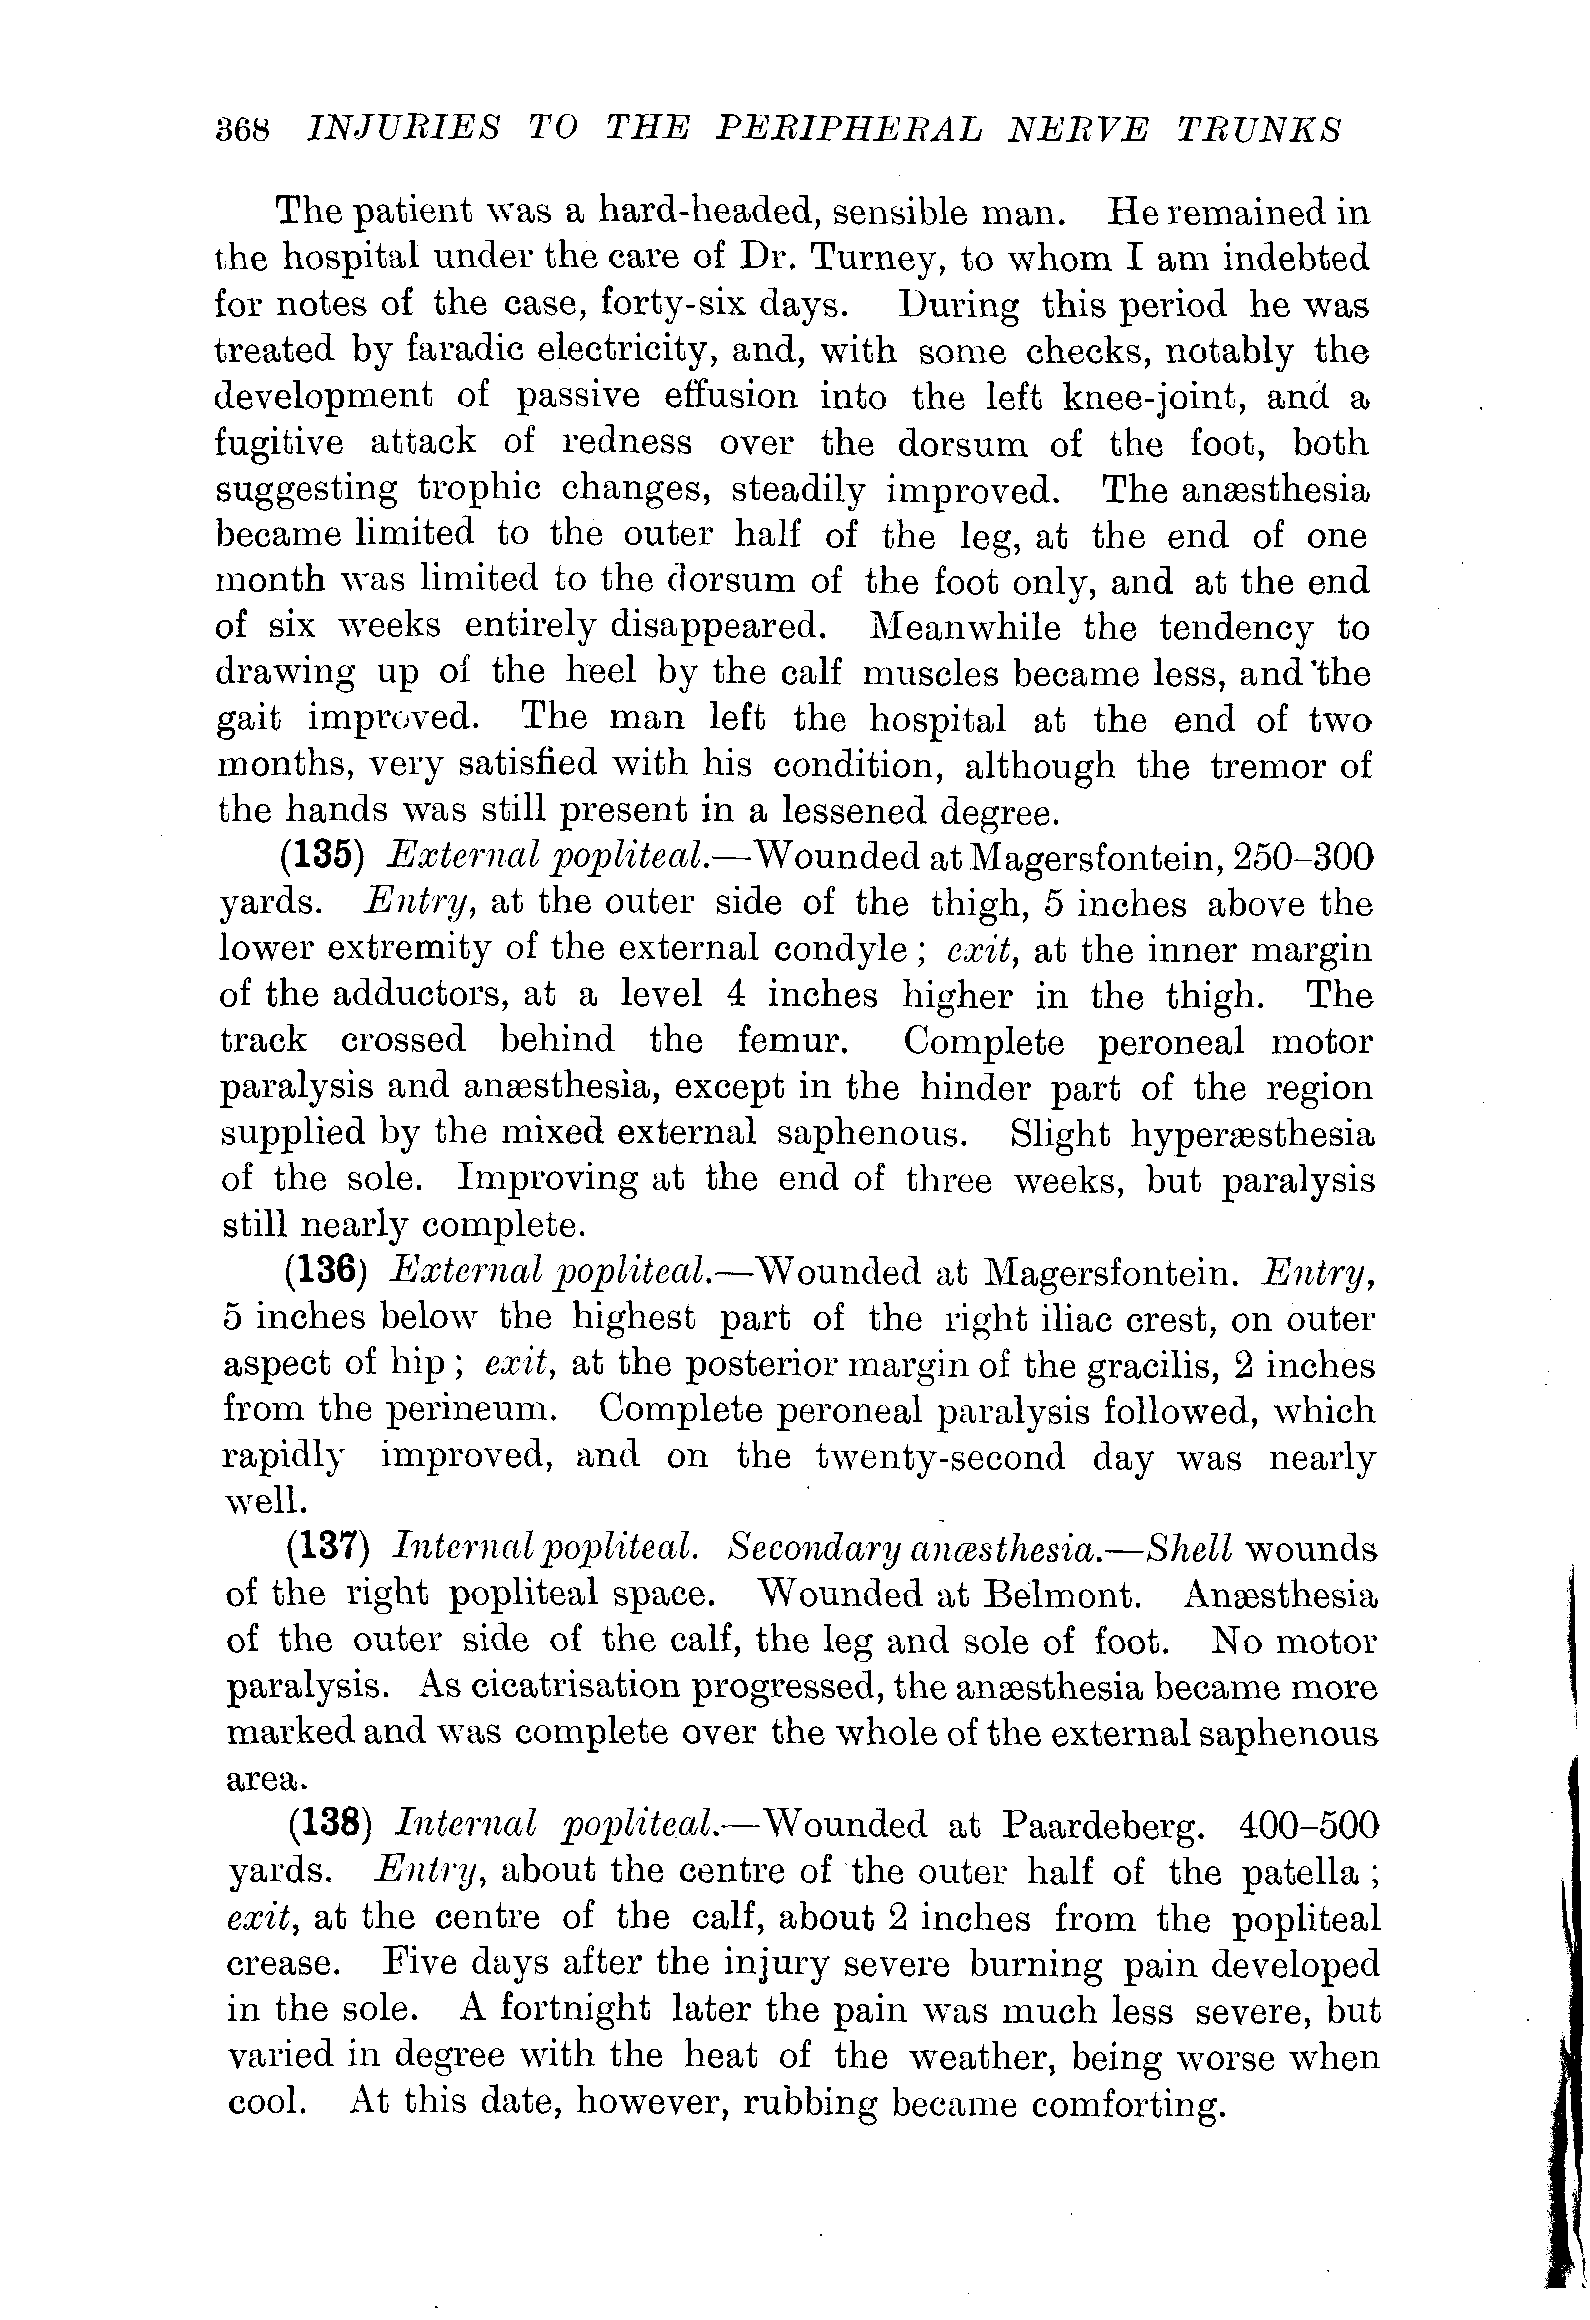 368 INJURIES TO THE PERIPHERAL NERVE TRUNKS
The patient was a hard-headed, sensible man. He remained in
the hospital under the care of Dr. Turney, to whom I am indebted
for notes of the case, forty-six days. During this period he was
treated by faradic electricity, and, with some checks, notably the
development of passive effusion into the left knee-joint, and a
fugitive attack of redness over the dorsum of the foot, both
suggesting trophic changes, steadily improved. The anæsthesia
became limited to the outer half of the leg, at the end of one
month was limited to the dorsum of the foot only, and at the end
of six weeks entirely disappeared. Meanwhile the tendency to
drawing up of the heel by the calf muscles became less, and the
gait improved. The man left the hospital at the end of two
months, very satisfied with his condition, although the tremor of
the hands was still present in a lessened degree.
(135) External popliteal.—Wounded at Magersfontein, 250–300
yards. Entry, at the outer side of the thigh, 5 inches above the
lower extremity of the external condyle; exit, at the inner margin
of the adductors, at a level 4 inches higher in the thigh. The
track crossed behind the femur. Complete peroneal motor
paralysis and anæsthesia, except in the hinder part of the region
supplied by the mixed external saphenous. Slight hyperæsthesia
of the sole. Improving at the end of three weeks, but paralysis
still nearly complete.
(136) External popliteal.—Wounded at Magersfontein. Entry,
5 inches below the highest part of the right iliac crest, on outer
aspect of hip; exit, at the posterior margin of the gracilis, 2 inches
from the perineum. Complete peroneal paralysis followed, which
rapidly improved, and on the twenty-second day was nearly
well.
(137) Internal popliteal. Secondary anæsthesia.—Shell wounds
of the right popliteal space. Wounded at Belmont. Anæsthesia
of the outer side of the calf, the leg and sole of foot. No motor
paralysis. As cicatrisation progressed, the anæsthesia became more
marked and was complete over the whole of the external saphenous
area.
(138) Internal popliteal.—Wounded at Paardeberg. 400–500
yards. Entry, about the centre of the outer half of the patella;
exit, at the centre of the calf, about 2 inches from the popliteal
crease. Five days after the injury severe burning pain developed
in the sole. A fortnight later the pain was much less severe, but
varied in degree with the heat of the weather, being worse when
cool. At this date, however, rubbing became comforting.